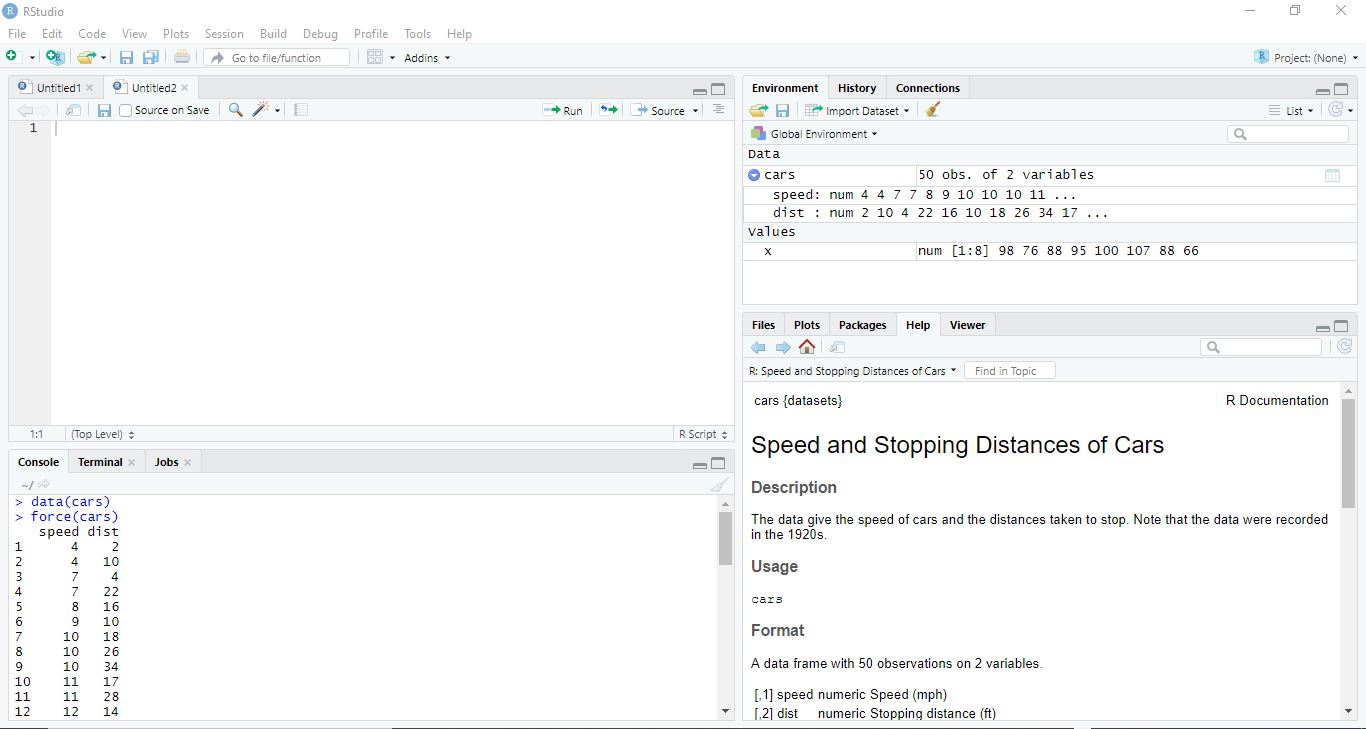 RStudio
File Edit Code View Plots Session Build Debug Profile Tools Help
Go to file/function Addins Project: (None)
Untitled1 Untitled2
Source on Save Run Source
1
1:1 (Top Level) R Script
Console Terminal Jobs
~/
> data(cars)
> force(cars)
speed dist
1 4 2
2 4 10
3 7 4
4 7 22
5 8 16
6 9 10
7 10 18
8 10 26
9 10 34
10 11 17
11 11 28
12 12 14
Environment History Connections
Import Dataset List
Global Environment
Data
cars 50 obs. of 2 variables
speed: num 4 4 7 7 8 9 10 10 10 11 ...
dist : num 2 10 4 22 16 10 18 26 34 17 ...
Values
x num [1:8] 98 76 88 95 100 107 88 66
Files Plots Packages Help Viewer
R: Speed and Stopping Distances of Cars Find in Topic
cars {datasets} R Documentation
Speed and Stopping Distances of Cars
Description
The data give the speed of cars and the distances taken to stop. Note that the data were recorded
in the 1920s.
Usage
cars
Format
A data frame with 50 observations on 2 variables.
[,1] speed numeric Speed (mph)
[,2] dist numeric Stopping distance (ft)